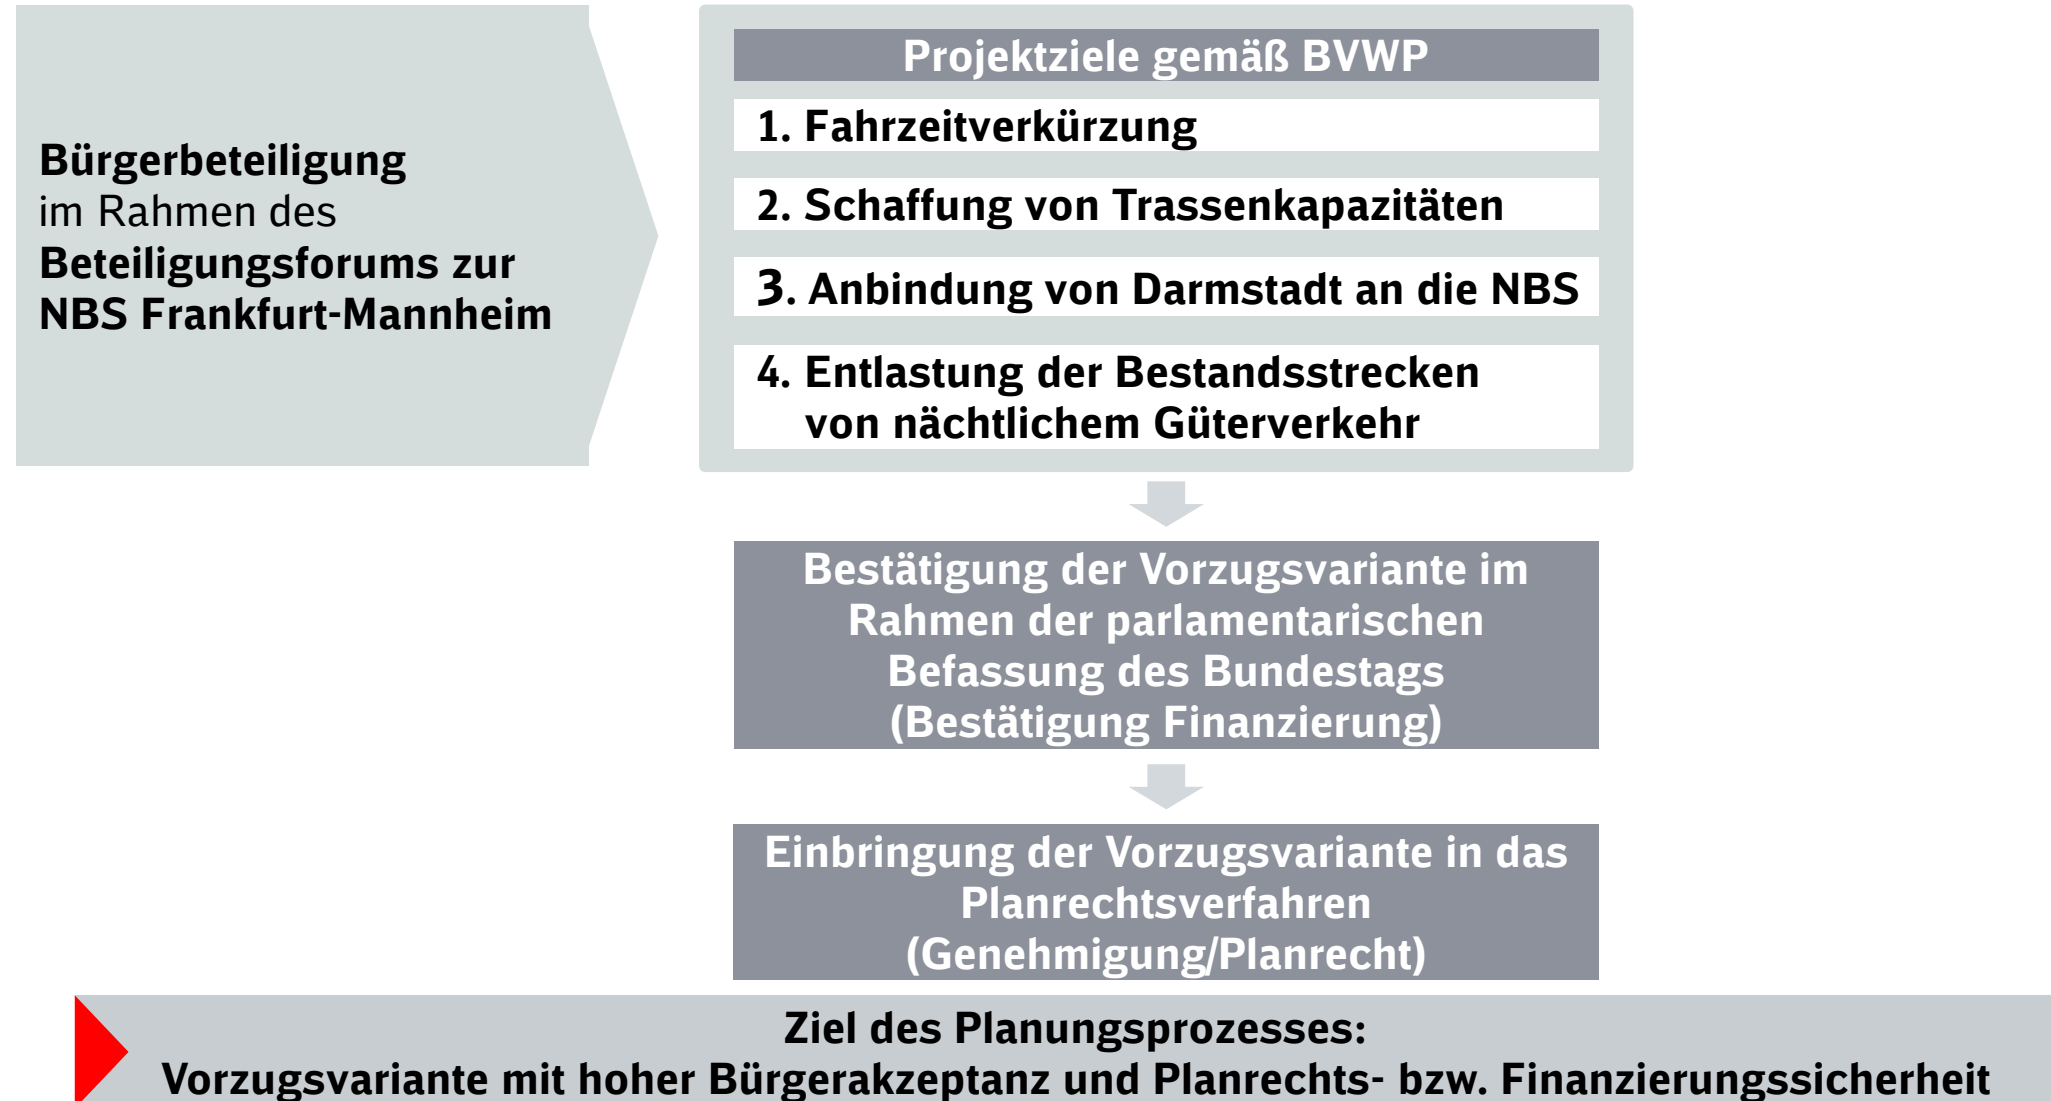 Bürgerbeteiligung
im Rahmen des
Beteiligungsforums zur
NBS Frankfurt-Mannheim
Projektziele gemäß BVWP
1. Fahrzeitverkürzung
2. Schaffung von Trassenkapazitäten
3. Anbindung von Darmstadt an die NBS
4. Entlastung der Bestandsstrecken
von nächtlichem Güterverkehr
Bestätigung der Vorzugsvariante im
Rahmen der parlamentarischen
Befassung des Bundestags
(Bestätigung Finanzierung)
Einbringung der Vorzugsvariante in das
Planrechtsverfahren
(Genehmigung/Planrecht)
Ziel des Planungsprozesses:
Vorzugsvariante mit hoher Bürgerakzeptanz und Planrechts- bzw. Finanzierungssicherheit